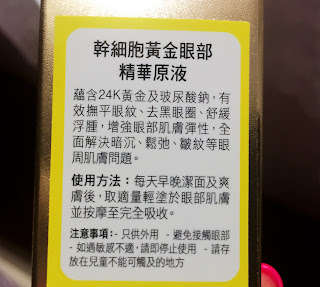 幹細胞黃金眼部
精華原液
蘊含24K黃金及玻尿酸鈉,有
效撫平眼紋、去黑眼圈、舒緩
浮腫，增強眼部肌膚彈性，全
面解決暗沉、鬆弛、皺紋等眼
周肌膚問題。
使用方法：每天早晚潔面及爽
膚後，取適量輕塗於眼部肌膚
並按摩至完全吸收。
注意事項:- 只供外用 - 避免接觸眼部
- 如遇敏感不適，請即停止使用 - 請存
放在兒童不能可觸及的地方